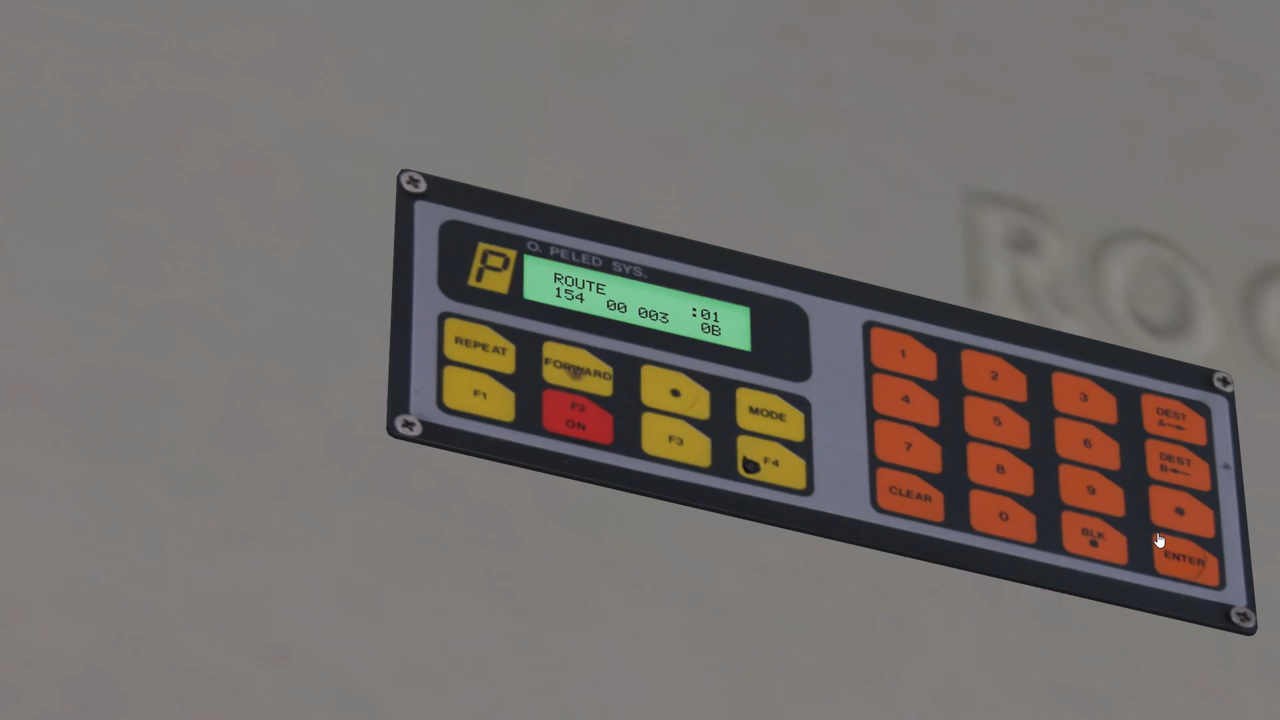 O. PELED SYS.
P
ROUTE :01
154 00 003 0B
REPEAT
FORWARD
MODE
F1
F2
ON
F3
F4
1
2
3
DEST
A→
4
5
6
DEST
B←
7
8
9
*
CLEAR
0
BLK
■
ENTER